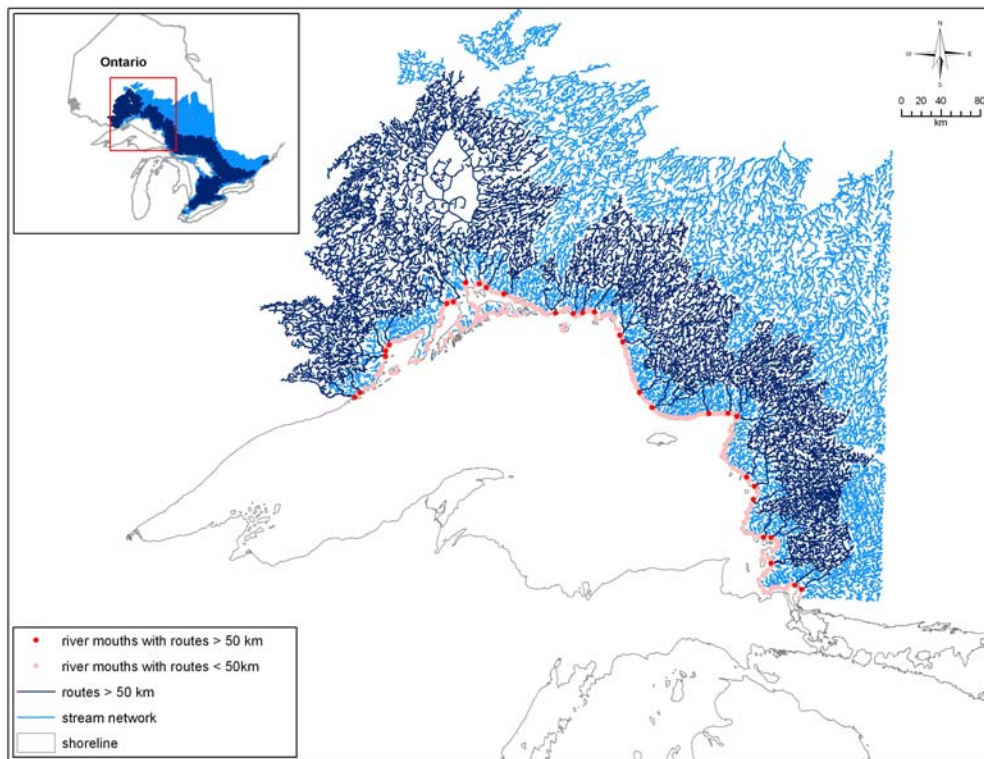 Ontario
N
W E
S
0 20 40 80
km
river mouths with routes > 50 km
river mouths with routes < 50km
routes > 50 km
stream network
shoreline